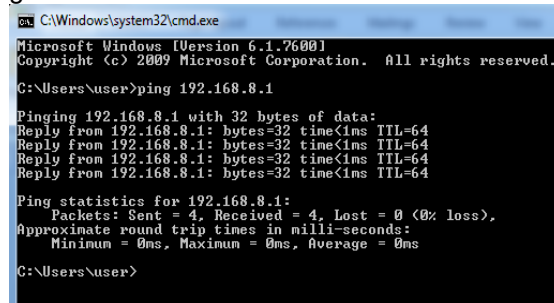 C:\Windows\system32\cmd.exe
Microsoft Windows [Version 6.1.7600]
Copyright (c) 2009 Microsoft Corporation.  All rights reserved.
C:\Users\user>ping 192.168.8.1
Pinging 192.168.8.1 with 32 bytes of data:
Reply from 192.168.8.1: bytes=32 time<1ms TTL=64
Reply from 192.168.8.1: bytes=32 time<1ms TTL=64
Reply from 192.168.8.1: bytes=32 time<1ms TTL=64
Reply from 192.168.8.1: bytes=32 time<1ms TTL=64
Ping statistics for 192.168.8.1:
    Packets: Sent = 4, Received = 4, Lost = 0 (0% loss),
Approximate round trip times in milli-seconds:
    Minimum = 0ms, Maximum = 0ms, Average = 0ms
C:\Users\user>